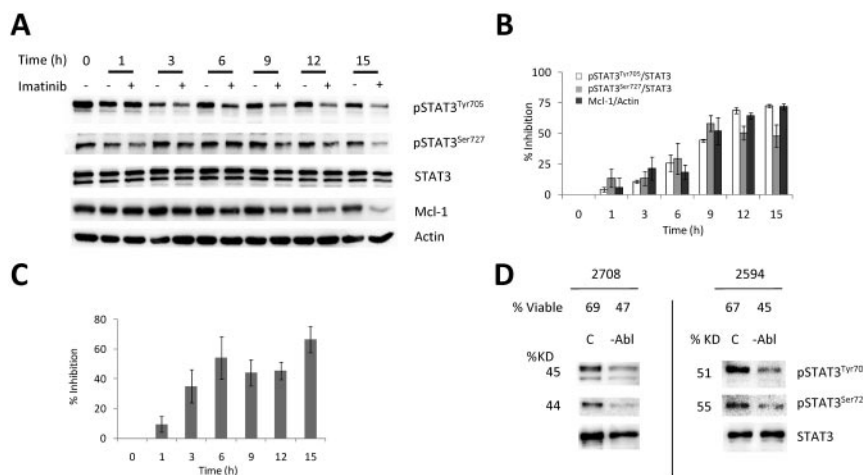 A
Time (h) 0 1 3 6 9 12 15
Imatinib - - + - + - + - + - + - +
pSTAT3Tyr705
pSTAT3Ser727
STAT3
Mcl-1
Actin
B
pSTAT3Tyr705/STAT3
pSTAT3Ser727/STAT3
Mcl-1/Actin
% Inhibition
100
75
50
25
0
0 1 3 6 9 12 15
Time (h)
C
% Inhibition
80
60
40
20
0
0 1 3 6 9 12 15
Time (h)
D
2708 2594
% Viable 69 47 67 45
C -Abl % KD C -Abl
%KD
45 51 pSTAT3Tyr70
44 55 pSTAT3Ser72
STAT3